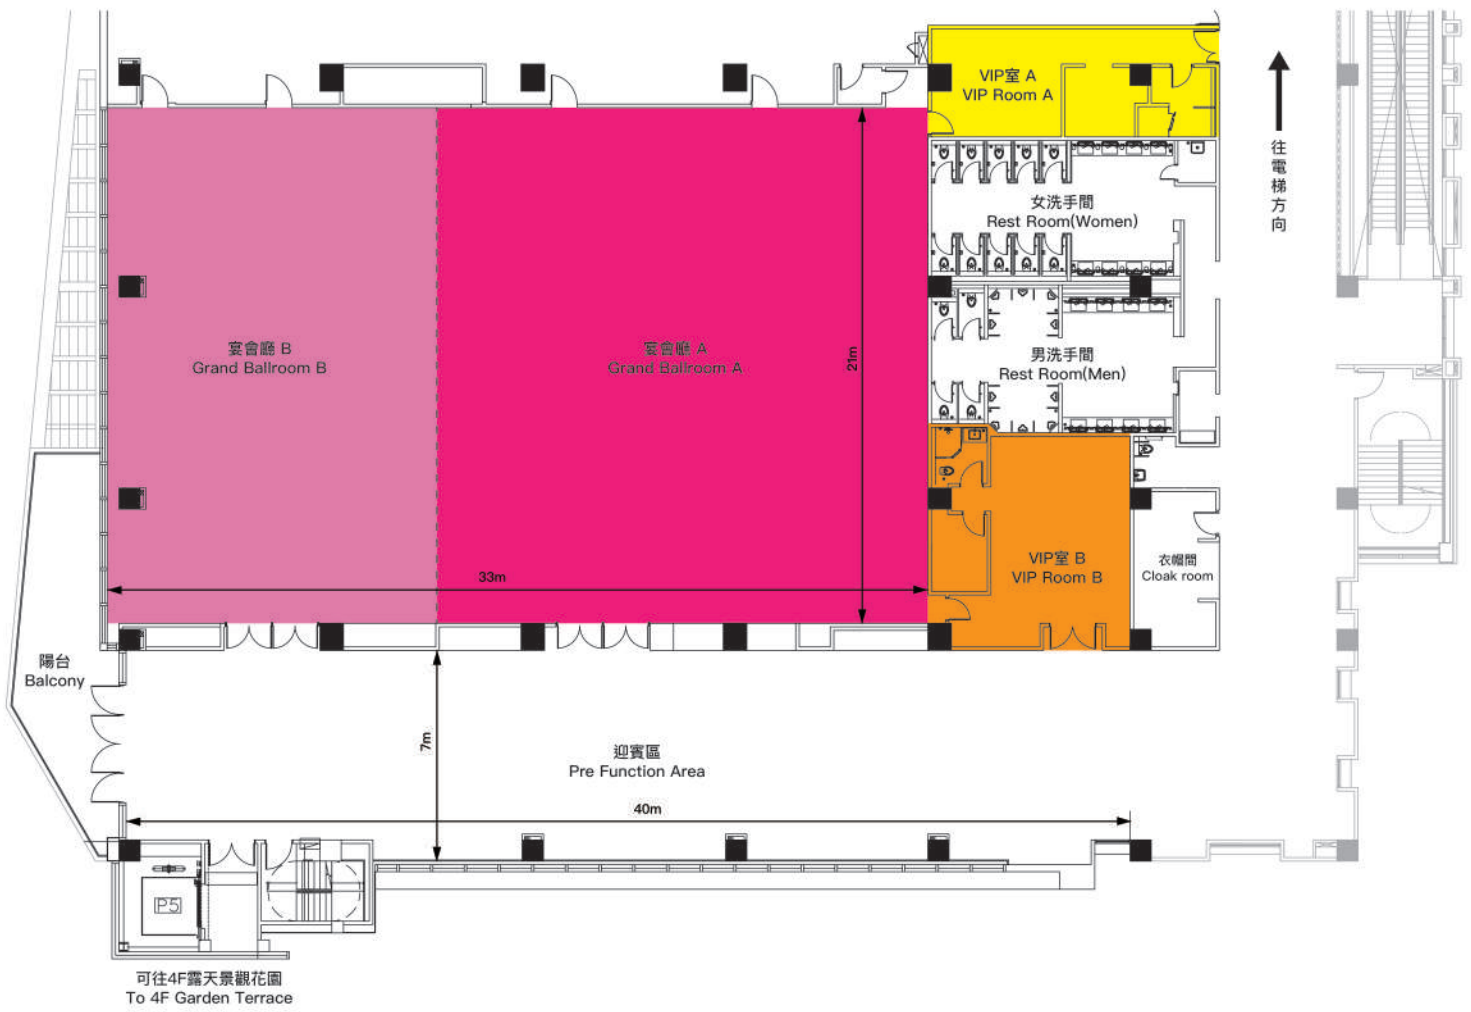 VIP室 A
VIP Room A
往電梯方向
女洗手間
Rest Room(Women)
宴會廳 B
Grand Ballroom B
宴會廳 A
Grand Ballroom A
21m
男洗手間
Rest Room(Men)
33m
VIP室 B
VIP Room B
衣帽間
Cloak room
陽台
Balcony
7m
迎賓區
Pre Function Area
40m
P5
可往4F露天景觀花園
To 4F Garden Terrace